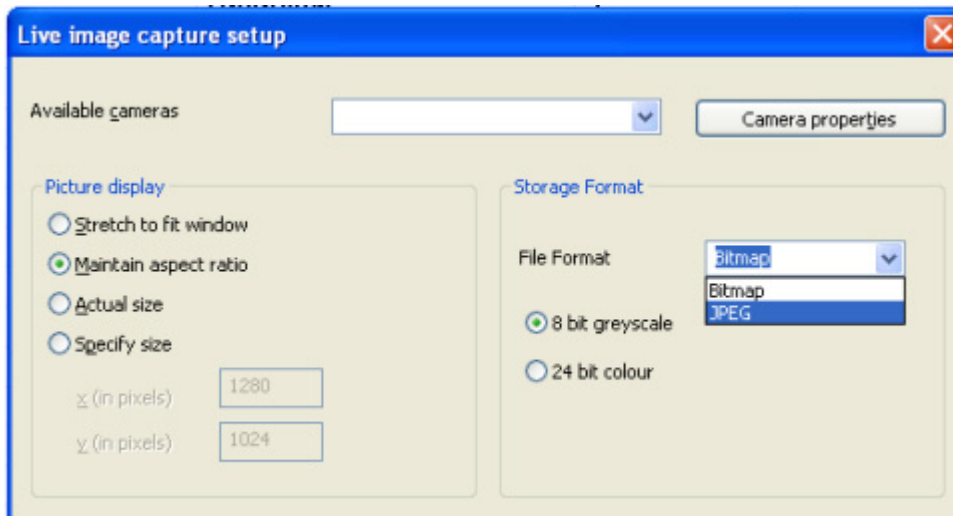 Live image capture setup
Available cameras
Camera properties
Picture display
Stretch to fit window
Maintain aspect ratio
Actual size
Specify size
x (in pixels) 1280
y (in pixels) 1024
Storage Format
File Format Bitmap
Bitmap
JPEG
8 bit greyscale
24 bit colour